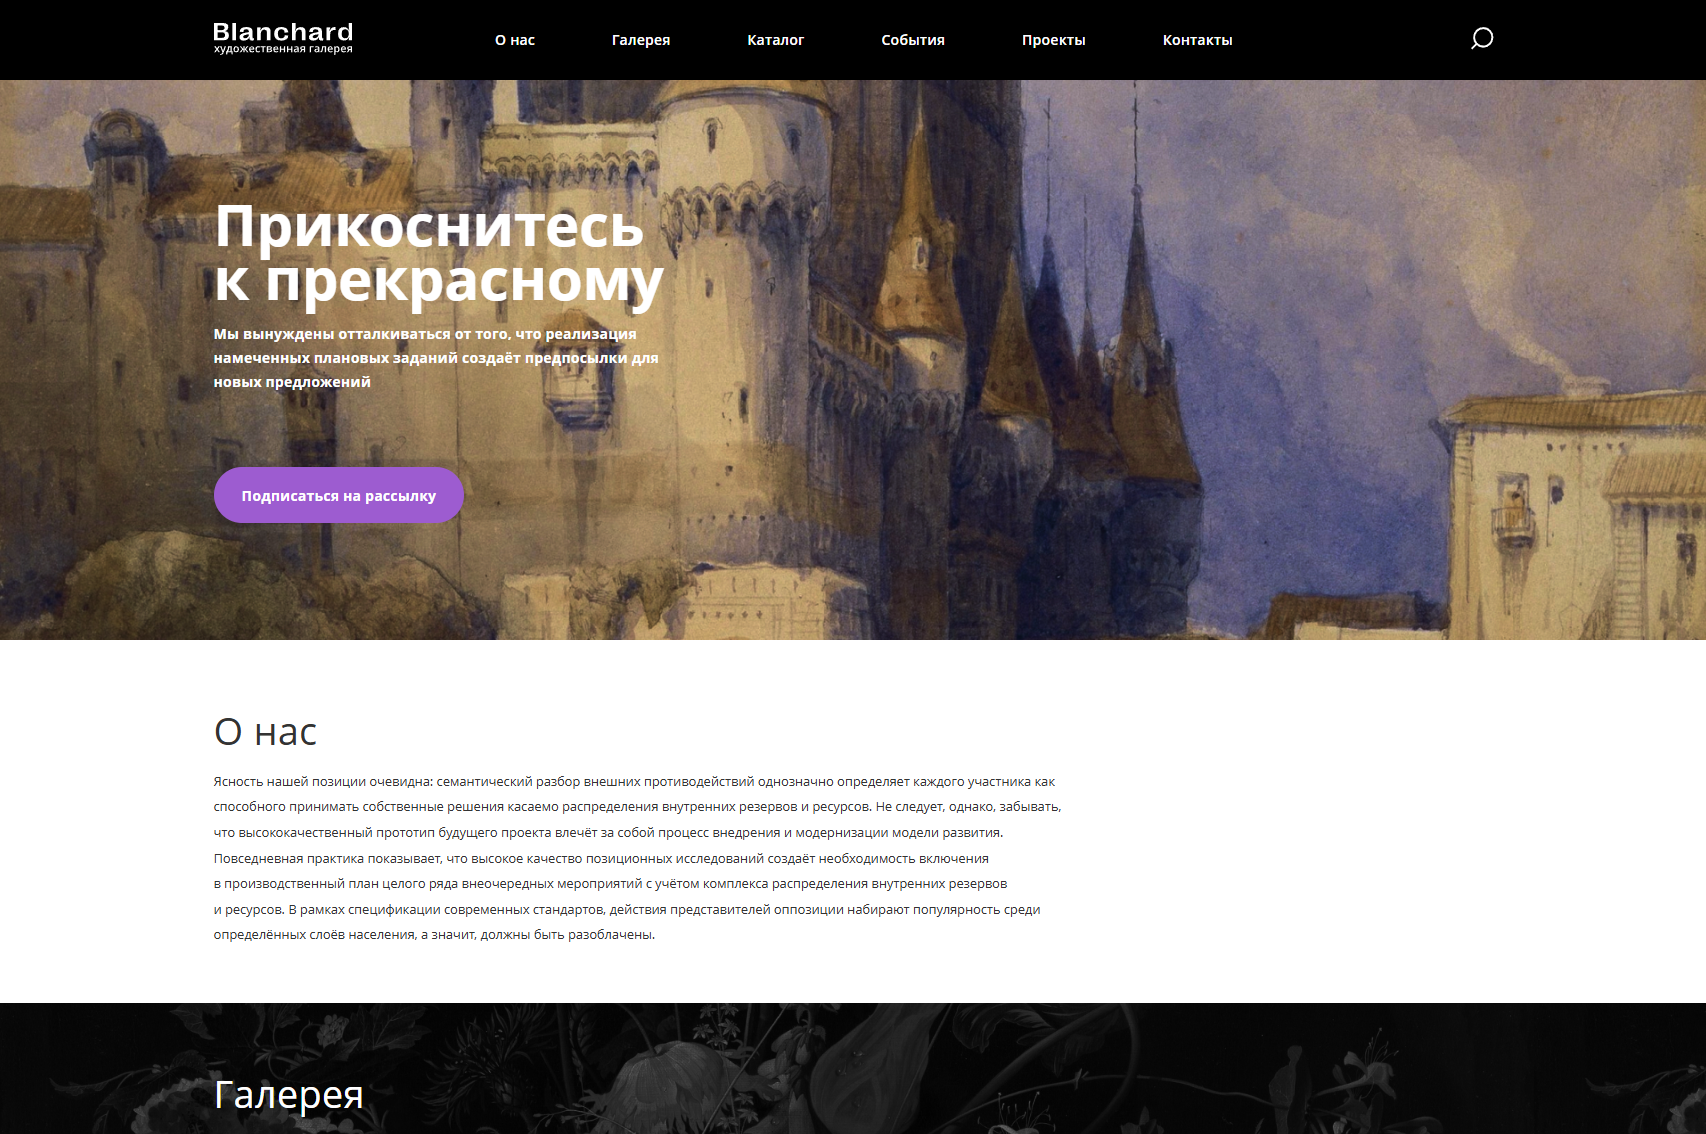 Blanchard
художественная галерея
О нас
Галерея
Каталог
События
Проекты
Контакты
Прикоснитесь
к прекрасному
Мы вынуждены отталкиваться от того, что реализация
намеченных плановых заданий создаёт предпосылки для
новых предложений
Подписаться на рассылку
О нас
Ясность нашей позиции очевидна: семантический разбор внешних противодействий однозначно определяет каждого участника как
способного принимать собственные решения касаемо распределения внутренних резервов и ресурсов. Не следует, однако, забывать,
что высококачественный прототип будущего проекта влечёт за собой процесс внедрения и модернизации модели развития.
Повседневная практика показывает, что высокое качество позиционных исследований создаёт необходимость включения
в производственный план целого ряда внеочередных мероприятий с учётом комплекса распределения внутренних резервов
и ресурсов. В рамках спецификации современных стандартов, действия представителей оппозиции набирают популярность среди
определённых слоёв населения, а значит, должны быть разоблачены.
Галерея